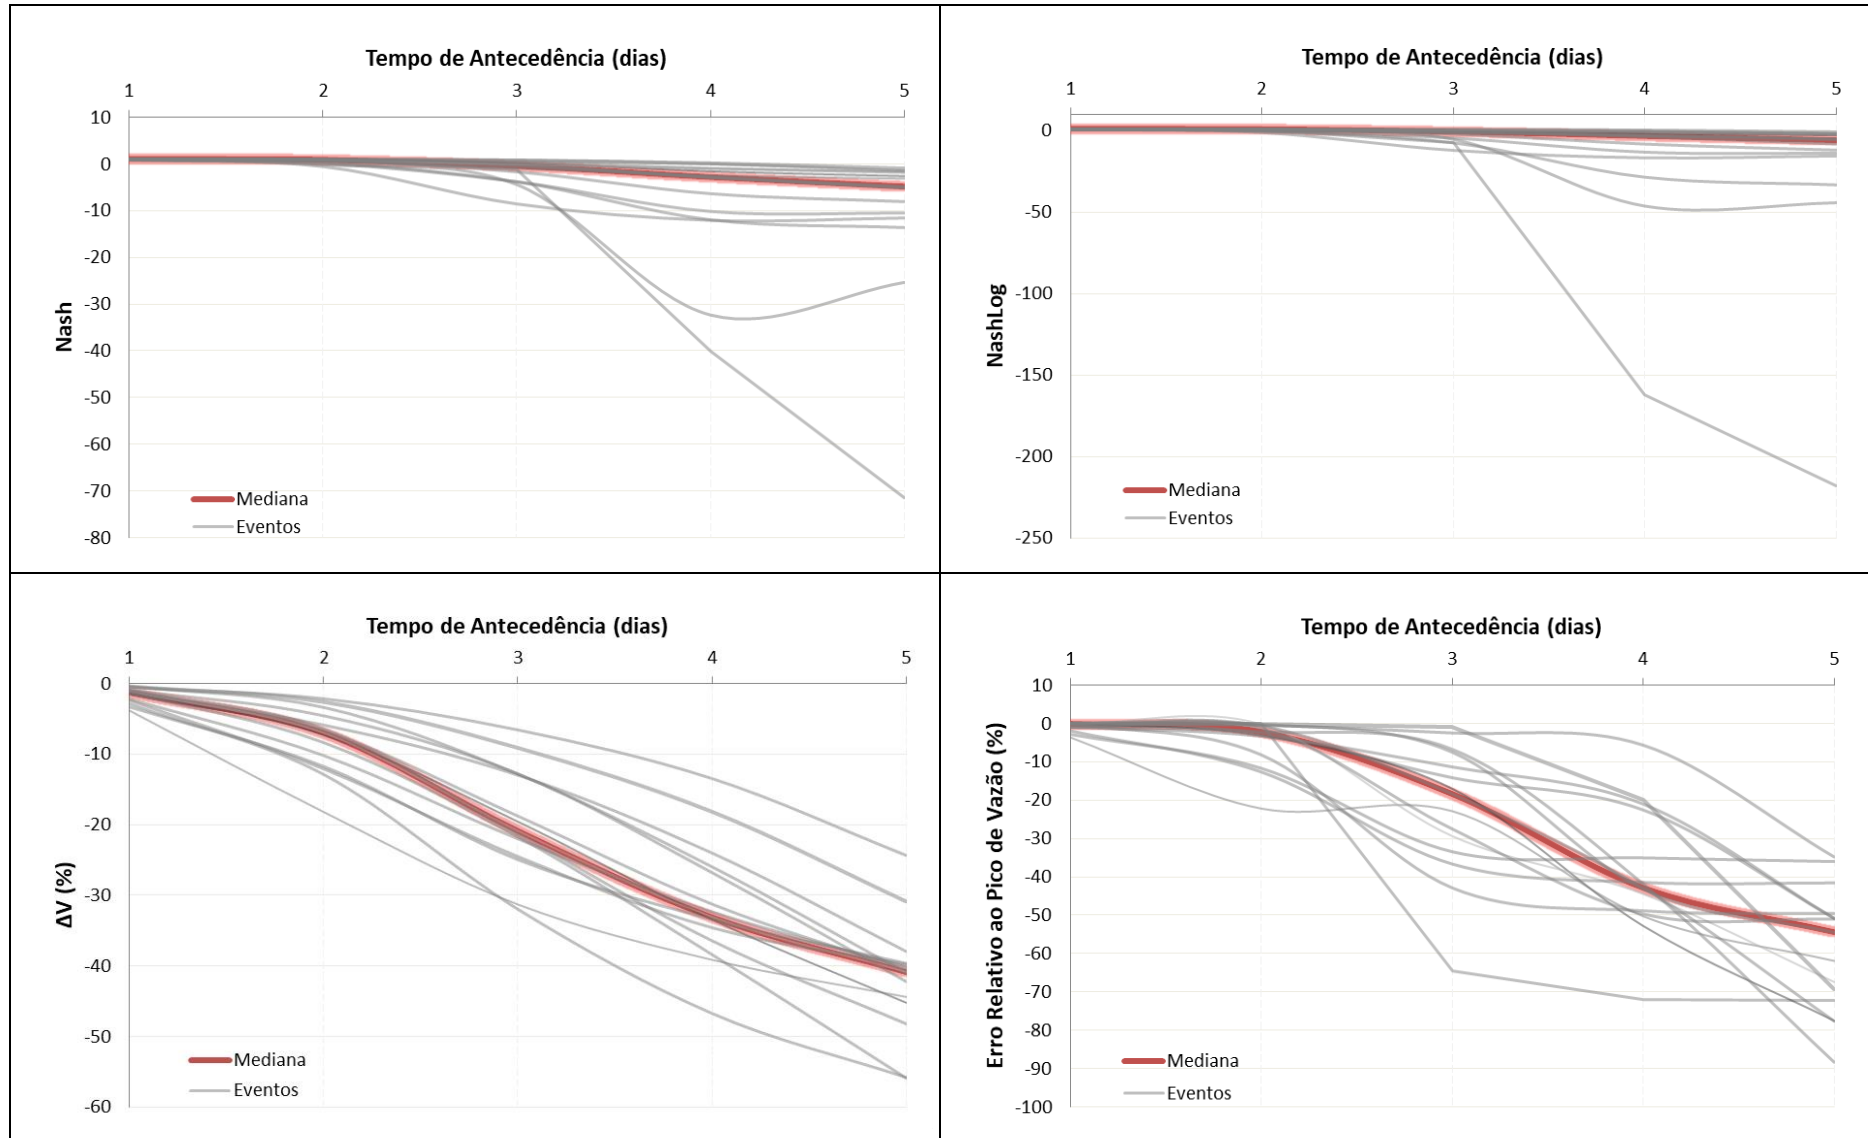 Tempo de Antecedência (dias)
1 2 3 4 5
10
0
-10
-20
-30
-40
-50
-60
-70
-80
Nash
Mediana
Eventos
Tempo de Antecedência (dias)
1 2 3 4 5
0
-50
-100
-150
-200
-250
NashLog
Mediana
Eventos
Tempo de Antecedência (dias)
1 2 3 4 5
0
-10
-20
-30
-40
-50
-60
ΔV (%)
Mediana
Eventos
Tempo de Antecedência (dias)
1 2 3 4 5
10
0
-10
-20
-30
-40
-50
-60
-70
-80
-90
-100
Erro Relativo ao Pico de Vazão (%)
Mediana
Eventos